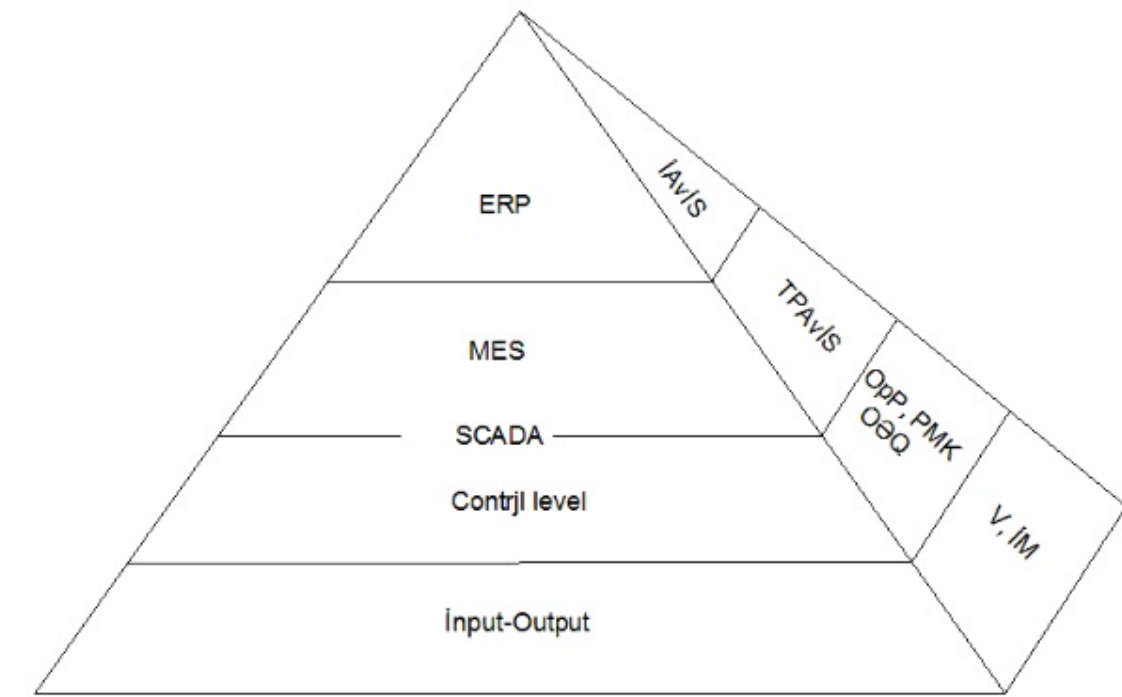 ERP
MES
SCADA
Contrjl level
İnput-Output
İAvİS
TPAvİS
OpP, PMK
OƏQ
V, İM